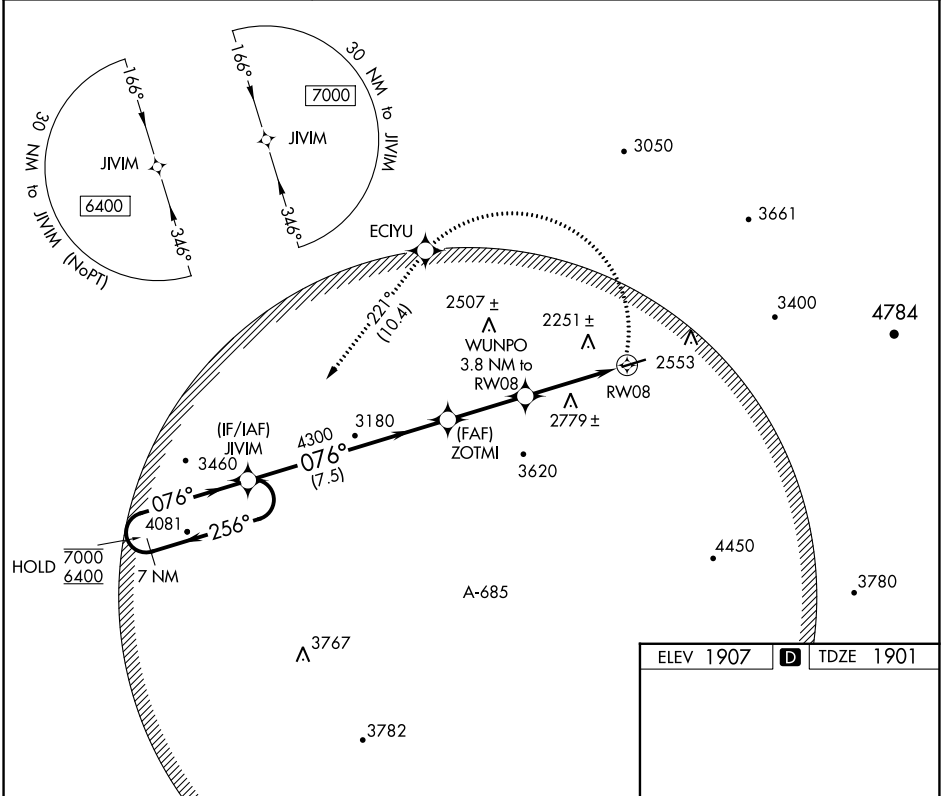 166°
30 NM to JIVIM
7000
JIVIM
346°
166°
JIVIM
6400
30 NM to JIVIM (NoPT)
346°
3050
3661
ECIYU
221°
(10.4)
2507 ±
2251 ±
3400
4784
WUNPO
3.8 NM to
RW08
2553
RW08
2779 ±
(IF/IAF)
JIVIM
4300
3180
076°
(7.5)
(FAF)
ZOTMI
3460
3620
076°
4081
256°
HOLD
7000
6400
7 NM
4450
3780
A-685
3767
3782
ELEV 1907 D TDZE 1901